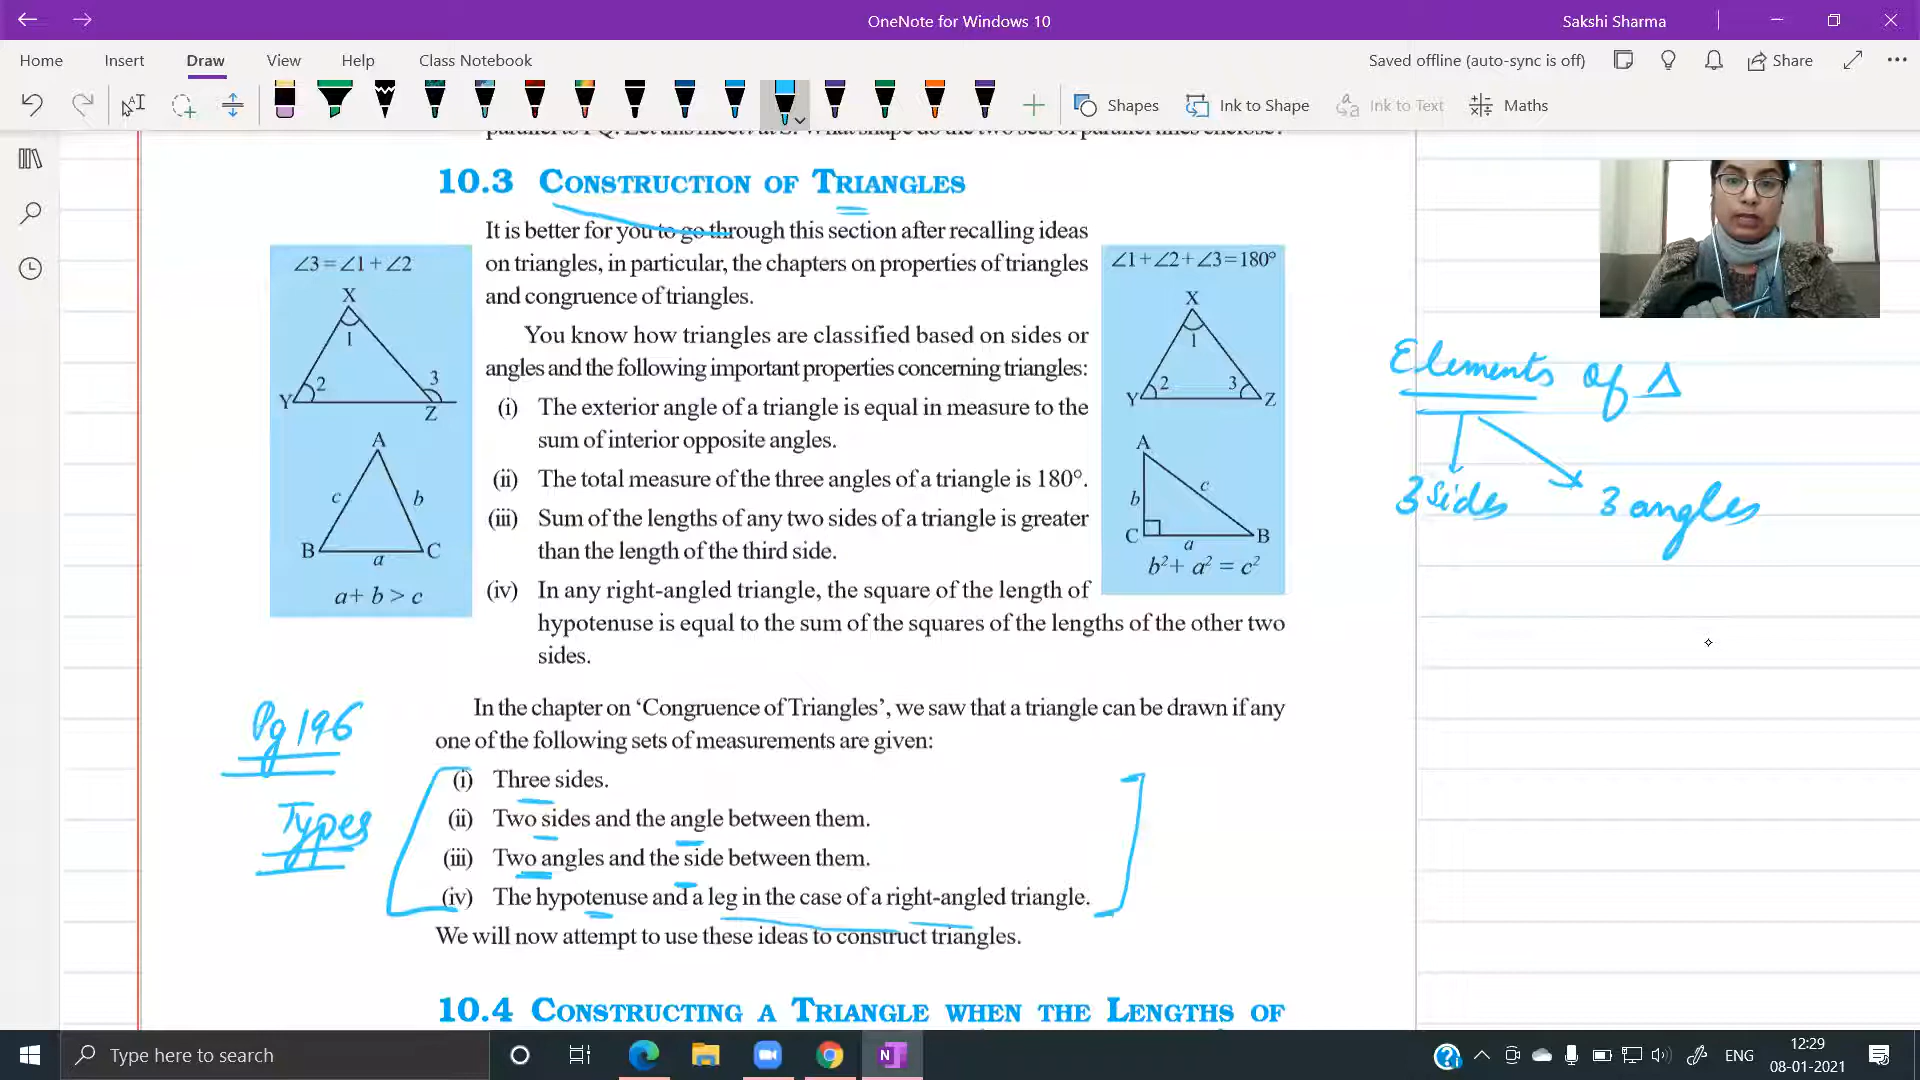 OneNote for Windows 10
Sakshi Sharma
Home
Insert
Draw
View
Help
Class Notebook
Saved offline (auto-sync is off)
Share
Shapes
Ink to Shape
Ink to Text
Maths
10.3 CONSTRUCTION OF TRIANGLES
It is better for you to go through this section after recalling ideas
on triangles, in particular, the chapters on properties of triangles
and congruence of triangles.
You know how triangles are classified based on sides or
angles and the following important properties concerning triangles:
(i) The exterior angle of a triangle is equal in measure to the
sum of interior opposite angles.
(ii) The total measure of the three angles of a triangle is 180°.
(iii) Sum of the lengths of any two sides of a triangle is greater
than the length of the third side.
(iv) In any right-angled triangle, the square of the length of
hypotenuse is equal to the sum of the squares of the lengths of the other two
sides.
∠3 = ∠1 + ∠2
X
1
2
3
Y
Z
A
c
b
B
C
a
a + b > c
∠1 + ∠2 + ∠3 = 180°
X
1
2
3
Y
Z
A
b
c
C
B
a
b² + a² = c²
Elements of Δ
3 sides
3 angles
In the chapter on ‘Congruence of Triangles’, we saw that a triangle can be drawn if any
one of the following sets of measurements are given:
Pg 196
Types
(i) Three sides.
(ii) Two sides and the angle between them.
(iii) Two angles and the side between them.
(iv) The hypotenuse and a leg in the case of a right-angled triangle.
We will now attempt to use these ideas to construct triangles.
10.4 CONSTRUCTING A TRIANGLE WHEN THE LENGTHS OF
Type here to search
ENG
12:29
08-01-2021